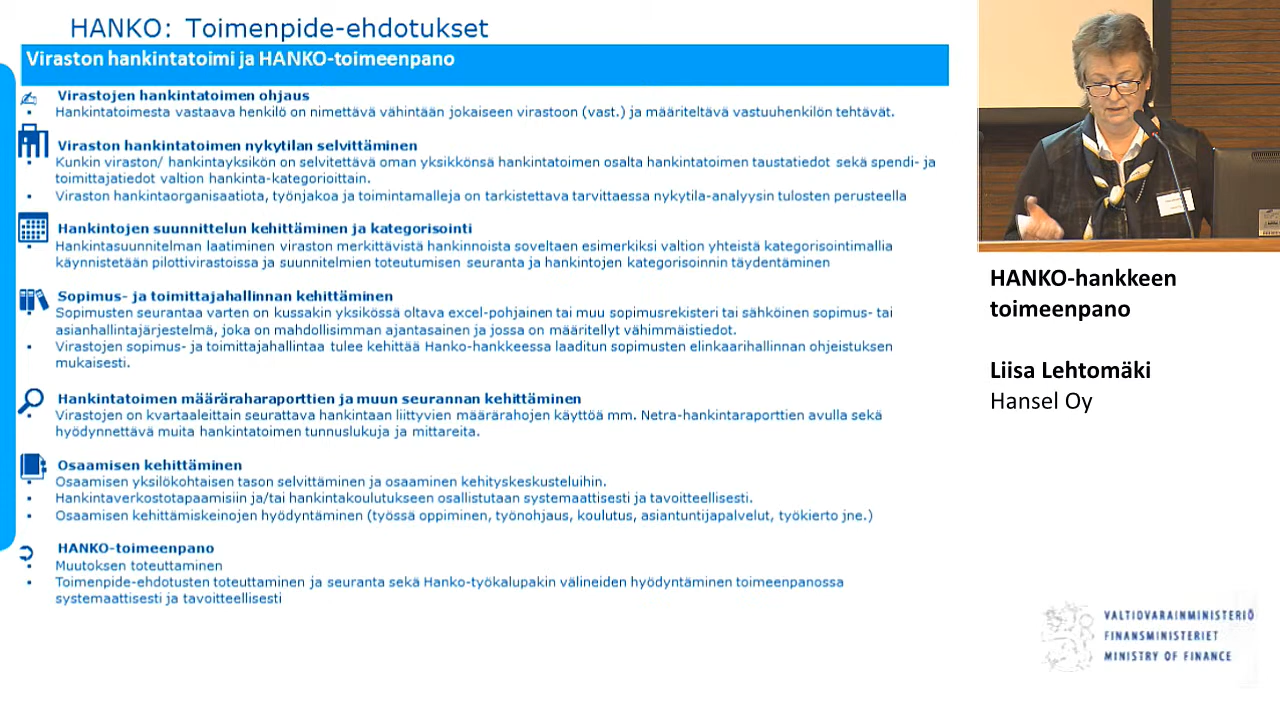 HANKO: Toimenpide-ehdotukset
Viraston hankintatoimi ja HANKO-toimeenpano
Virastojen hankintatoimen ohjaus
Hankintatoimesta vastaava henkilö on nimettävä vähintään jokaiseen virastoon (vast.) ja määriteltävä vastuuhenkilön tehtävät.
Viraston hankintatoimen nykytilan selvittäminen
Kunkin viraston/ hankintayksikön on selvitettävä oman yksikkönsä hankintatoimen osalta hankintatoimen taustatiedot sekä spendi- ja
toimittajatiedot valtion hankinta-kategorioittain.
Viraston hankintaorganisaatiota, työnjakoa ja toimintamalleja on tarkistettava tarvittaessa nykytila-analyysin tulosten perusteella
Hankintojen suunnittelun kehittäminen ja kategorisointi
Hankintasuunnitelman laatiminen viraston merkittävistä hankinnoista soveltaen esimerkiksi valtion yhteistä kategorisointimallia
käynnistetään pilottivirastoissa ja suunnitelmien toteutumisen seuranta ja hankintojen kategorisoinnin täydentäminen
Sopimus- ja toimittajahallinnan kehittäminen
Sopimusten seurantaa varten on kussakin yksikössä oltava excel-pohjainen tai muu sopimusrekisteri tai sähköinen sopimus- tai
asianhallintajärjestelmä, joka on mahdollisimman ajantasainen ja jossa on määritellyt vähimmäistiedot.
Virastojen sopimus- ja toimittajahallintaa tulee kehittää Hanko-hankkeessa laaditun sopimusten elinkaarihallinnan ohjeistuksen
mukaisesti.
Hankintatoimen määräraharaporttien ja muun seurannan kehittäminen
Virastojen on kvartaaleittain seurattava hankintaan liittyvien määrärahojen käyttöä mm. Netra-hankintaraporttien avulla sekä
hyödynnettävä muita hankintatoimen tunnuslukuja ja mittareita.
Osaamisen kehittäminen
Osaamisen yksilökohtaisen tason selvittäminen ja osaaminen kehityskeskusteluihin.
Hankintaverkostotapaamisiin ja/tai hankintakoulutukseen osallistutaan systemaattisesti ja tavoitteellisesti.
Osaamisen kehittämiskeinojen hyödyntäminen (työssä oppiminen, työnohjaus, koulutus, asiantuntijapalvelut, työkierto jne.)
HANKO-toimeenpano
Muutoksen toteuttaminen
Toimenpide-ehdotusten toteuttaminen ja seuranta sekä Hanko-työkalupakin välineiden hyödyntäminen toimeenpanossa
systemaattisesti ja tavoitteellisesti
HANKO-hankkeen
toimeenpano
Liisa Lehtomäki
Hansel Oy
VALTIOVARAINMINISTERIÖ
FINANSMINISTERIET
MINISTRY OF FINANCE